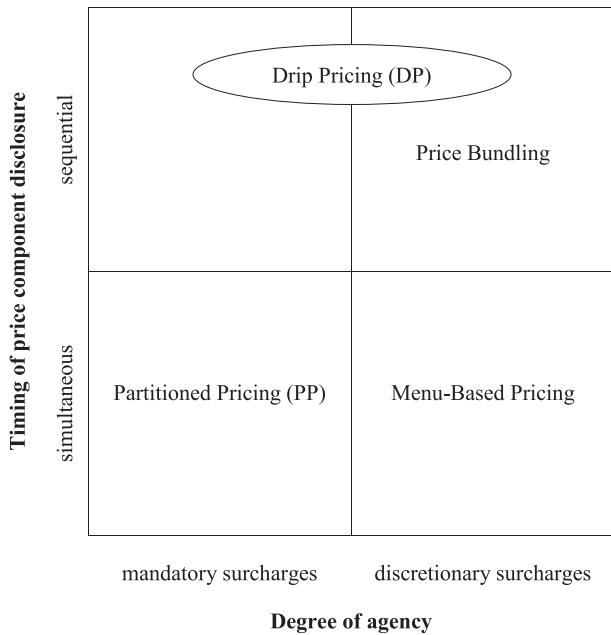 Timing of price component disclosure
sequential
simultaneous
Drip Pricing (DP)
Price Bundling
Partitioned Pricing (PP)
Menu-Based Pricing
mandatory surcharges
discretionary surcharges
Degree of agency